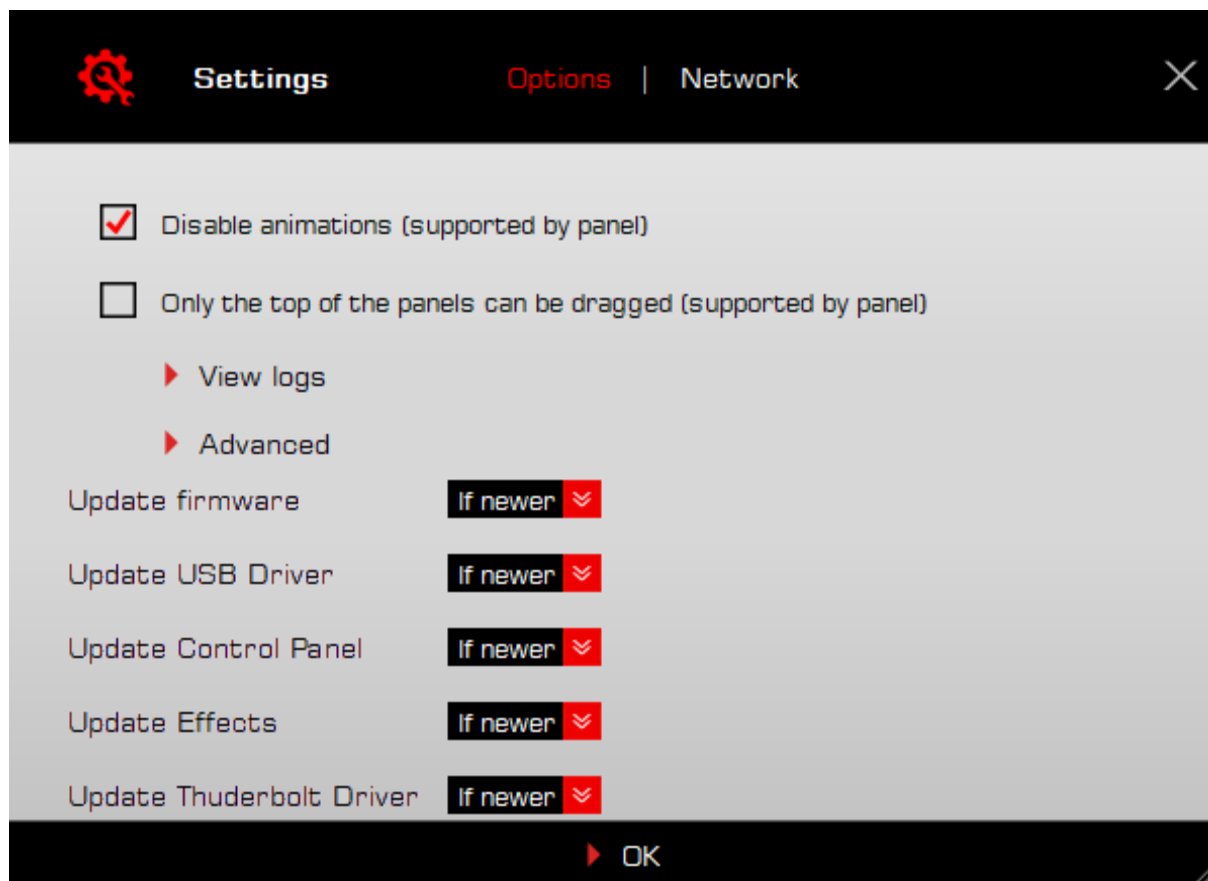 Settings Options | Network
Disable animations (supported by panel)
Only the top of the panels can be dragged (supported by panel)
View logs
Advanced
Update firmware If newer
Update USB Driver If newer
Update Control Panel If newer
Update Effects If newer
Update Thuderbolt Driver If newer
OK